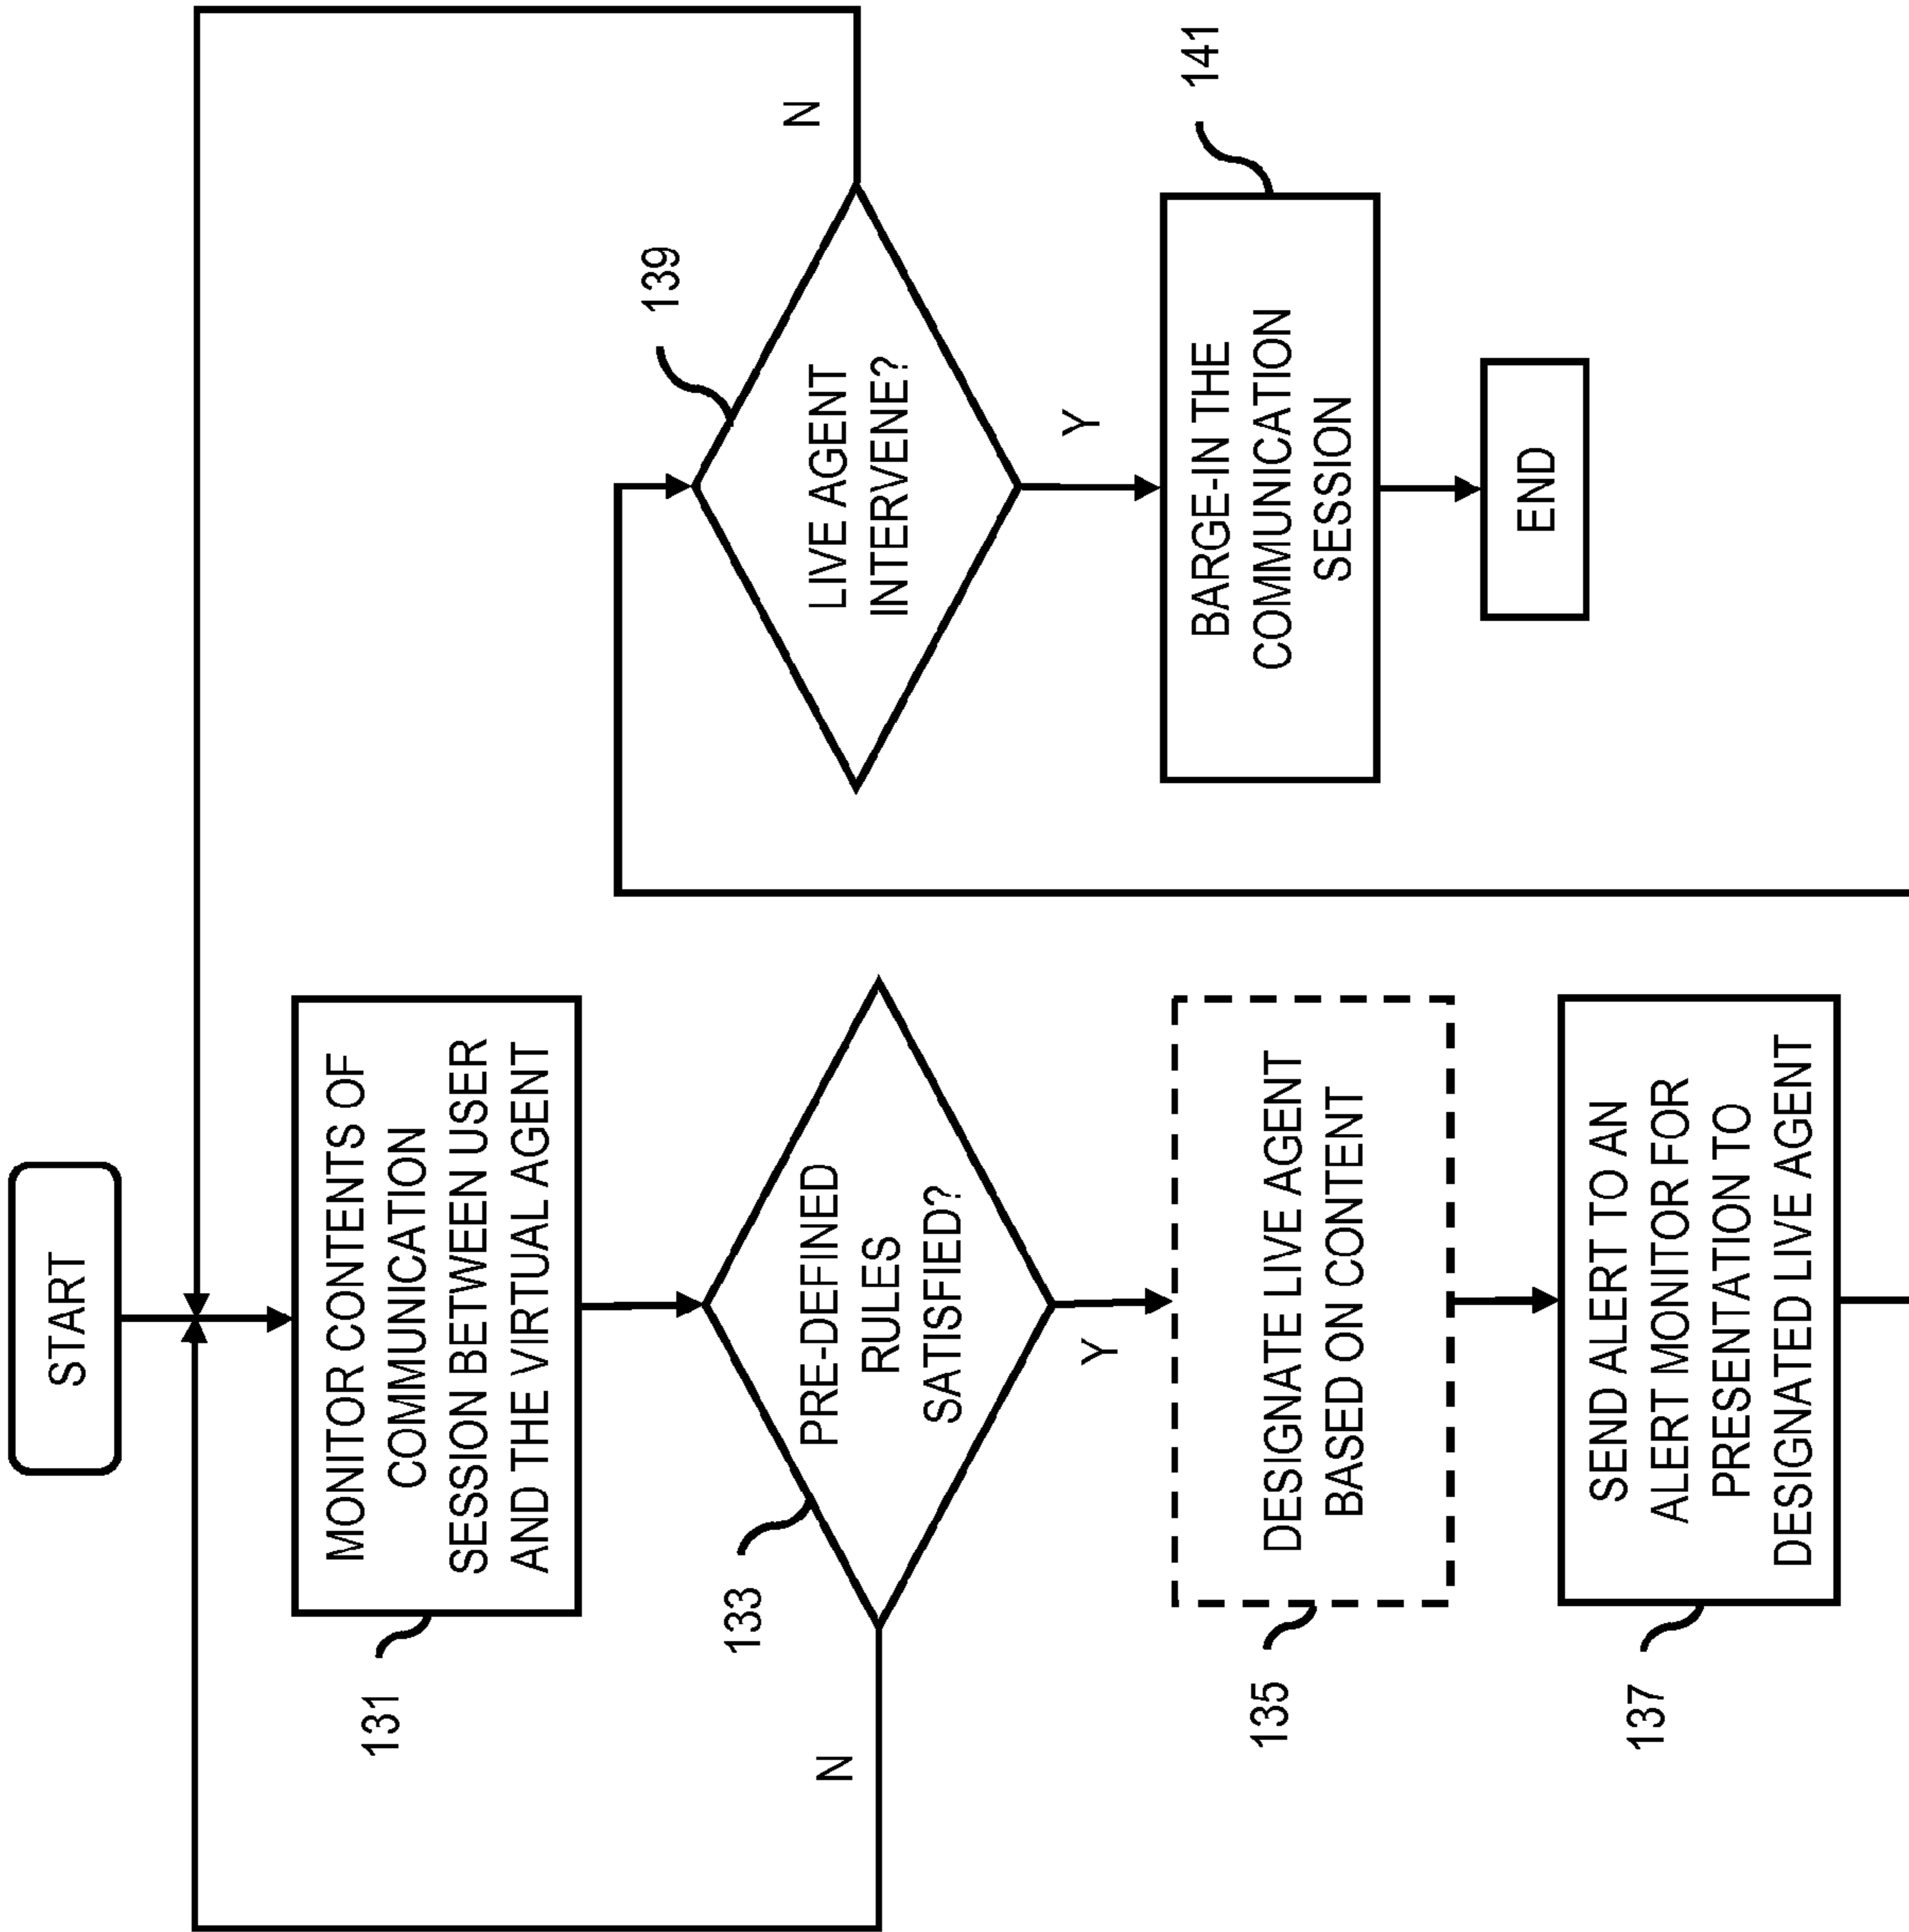 START
MONITOR CONTENTS OF
COMMUNICATION
SESSION BETWEEN USER
AND THE VIRTUAL AGENT
131
PRE-DEFINED
RULES
SATISFIED?
133
N
Y
DESIGNATE LIVE AGENT
BASED ON CONTENT
135
SEND ALERT TO AN
ALERT MONITOR FOR
PRESENTATION TO
DESIGNATED LIVE AGENT
137
LIVE AGENT
INTERVENE?
139
N
Y
BARGE-IN THE
COMMUNICATION
SESSION
141
END